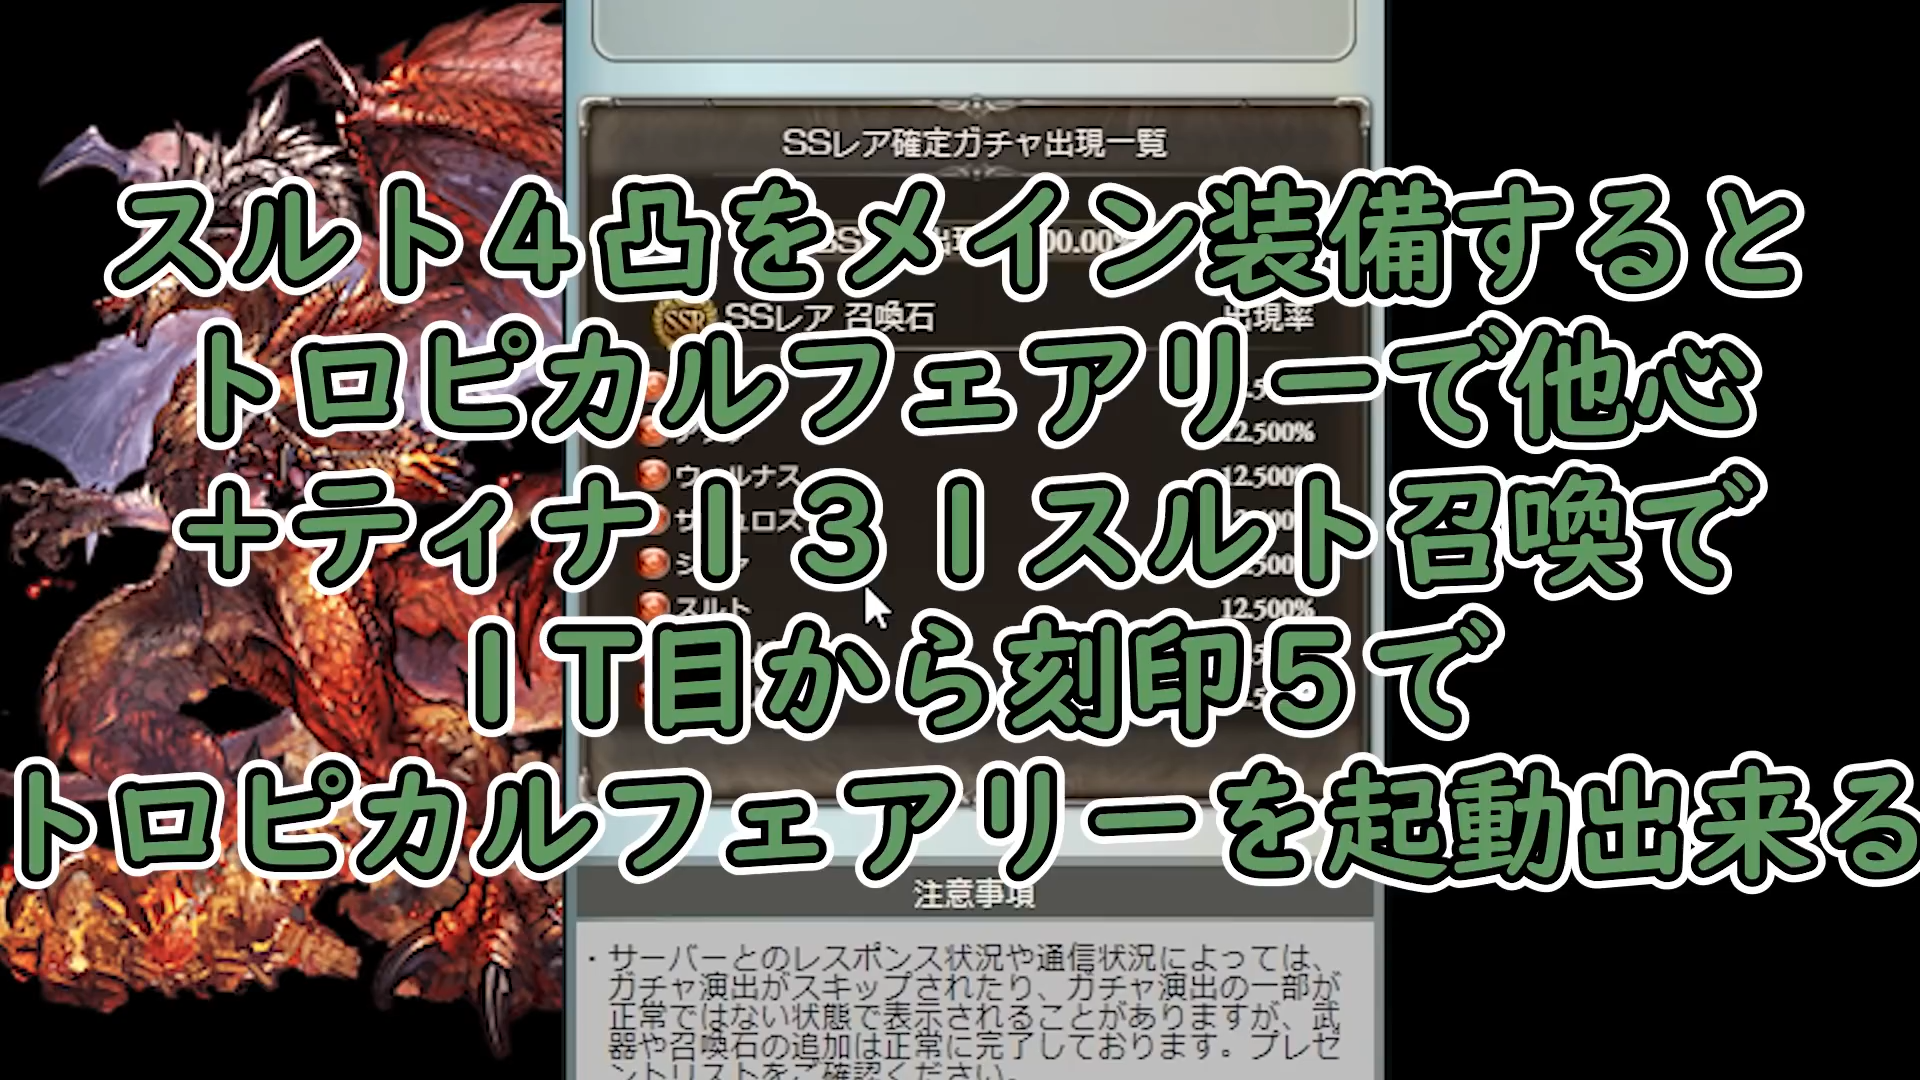 SSレア確定ガチャ出現一覧
スルト4凸をメイン装備すると
SSレア 召喚石
出現率
トロピカルフェアリーで他心
12.500%
12.500%
+ティナ131スルト召喚で
スルト
12.500%
1T目から刻印5で
トロピカルフェアリーを起動出来る
注意事項
・サーバーとのレスポンス状況や通信状況によっては、
ガチャ演出がスキップされたり、ガチャ演出の一部が
正常ではない状態で表示されることがありますが、武
器や召喚石の追加は正常に完了しております。プレゼ
ントリストをご確認ください。